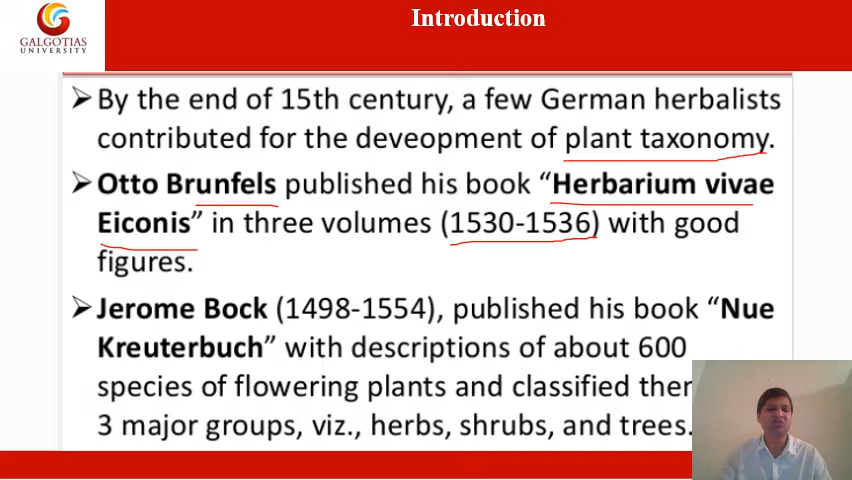 Introduction
GALGOTIAS
UNIVERSITY
➢By the end of 15th century, a few German herbalists
contributed for the deveopment of plant taxonomy.
➢Otto Brunfels published his book “Herbarium vivae
Eiconis” in three volumes (1530-1536) with good
figures.
➢Jerome Bock (1498-1554), published his book “Nue
Kreuterbuch” with descriptions of about 600
species of flowering plants and classified
3 major groups, viz., herbs, shrubs, and trees.